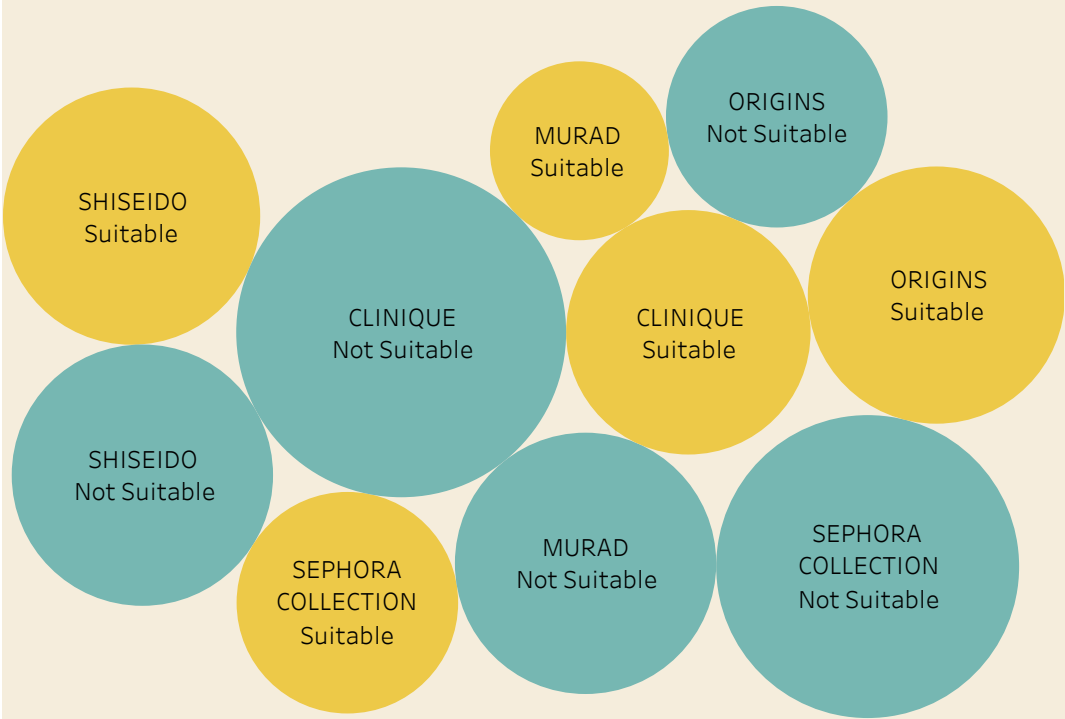 ORIGINS
Not Suitable
MURAD
Suitable
SHISEIDO
Suitable
ORIGINS
Suitable
CLINIQUE
Not Suitable
CLINIQUE
Suitable
SHISEIDO
Not Suitable
SEPHORA
COLLECTION
Not Suitable
MURAD
Not Suitable
SEPHORA
COLLECTION
Suitable